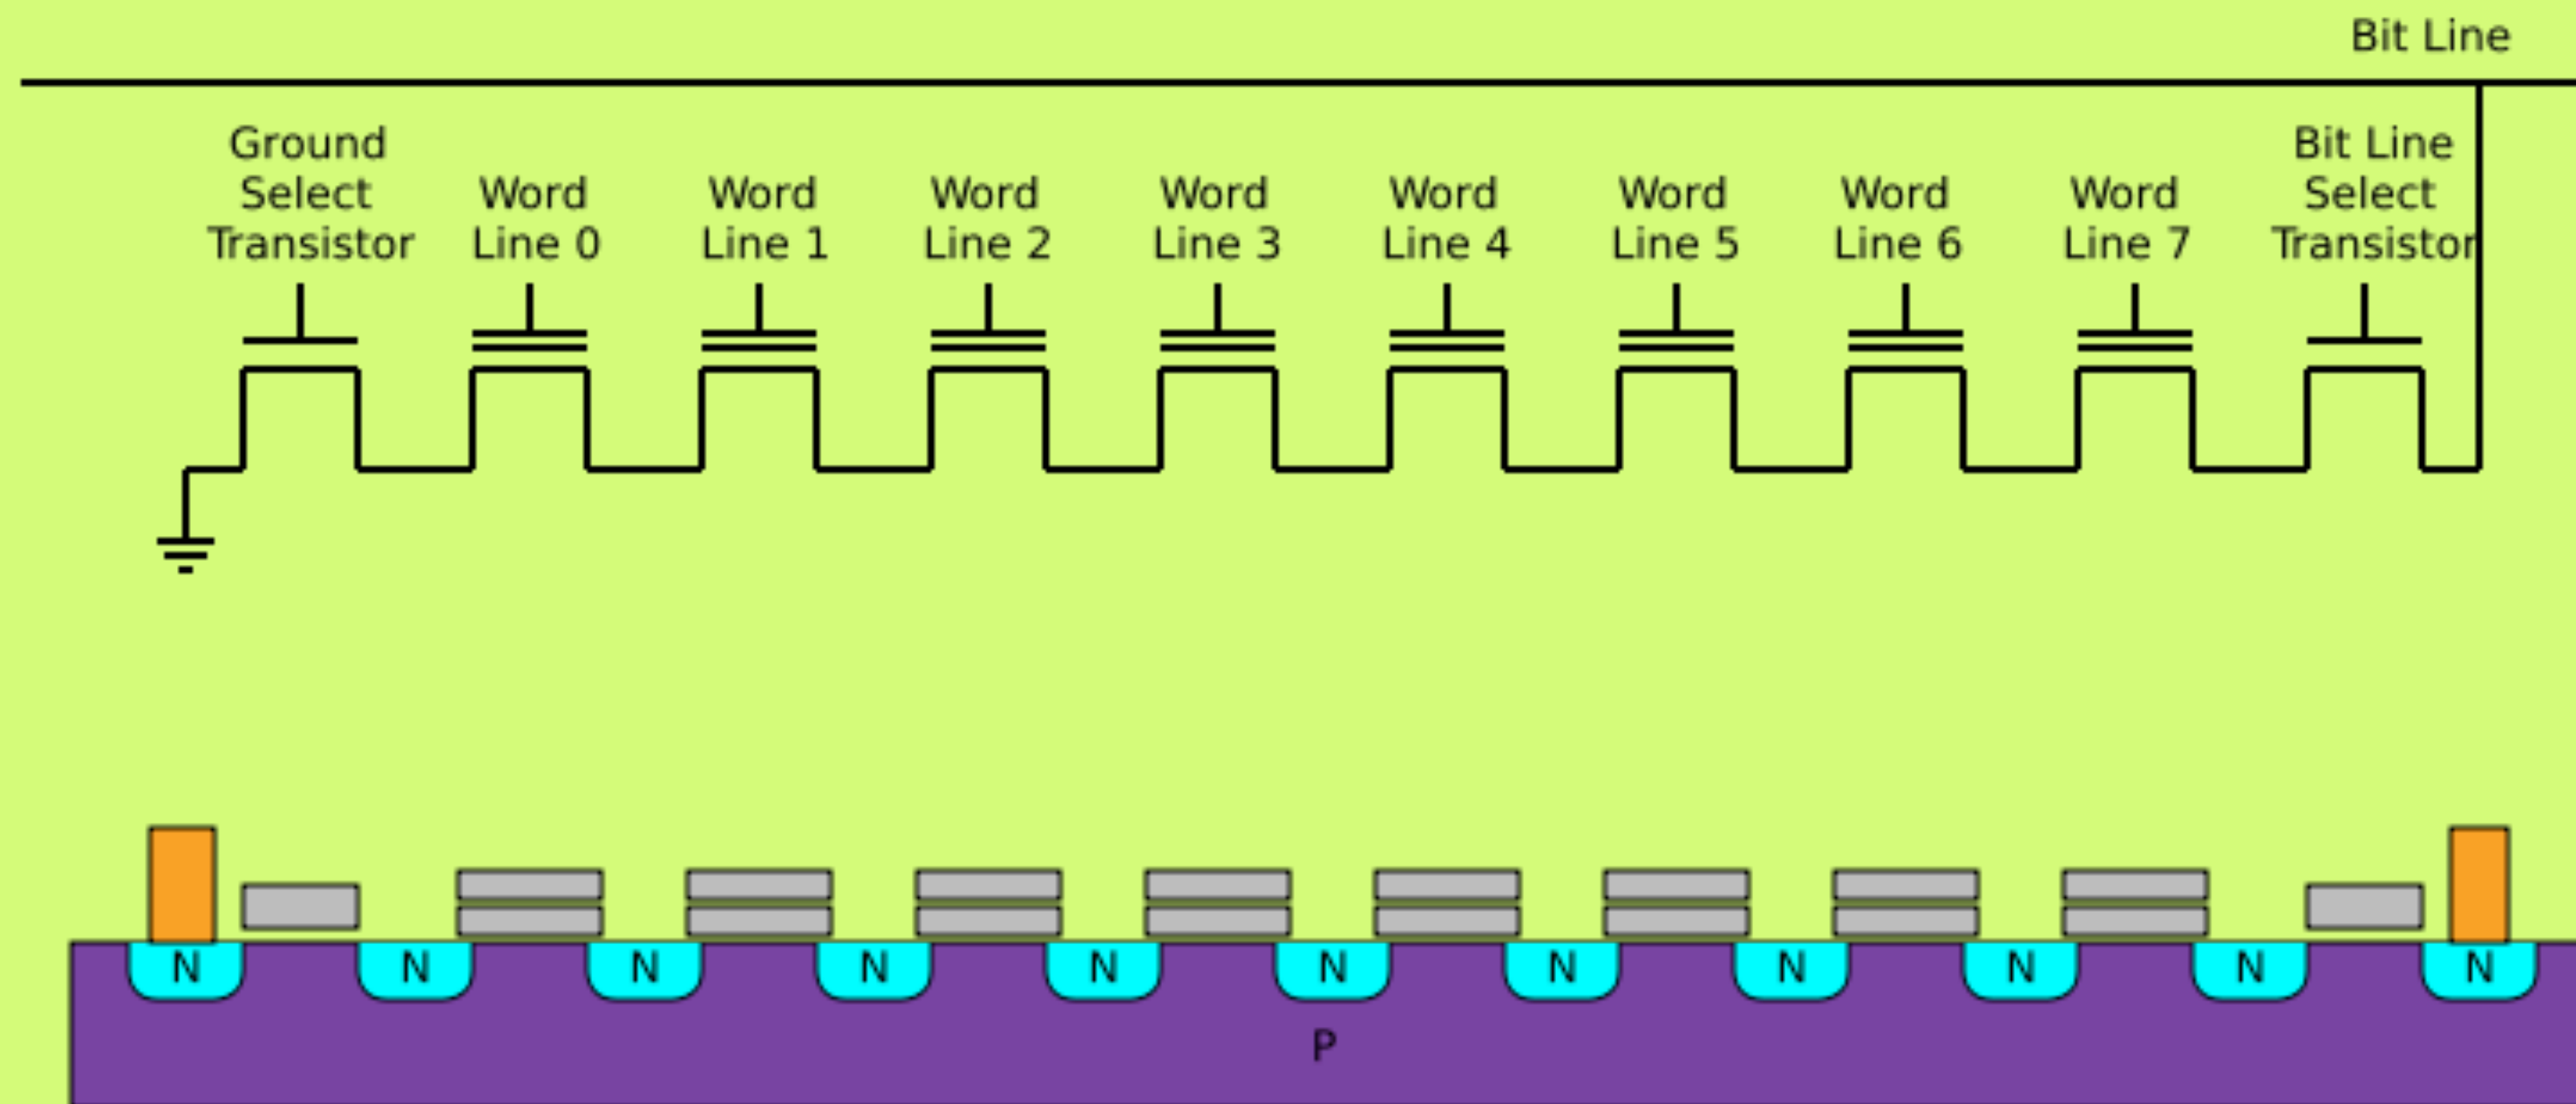 Bit Line
Ground
Select
Transistor
Word
Line 0
Word
Line 1
Word
Line 2
Word
Line 3
Word
Line 4
Word
Line 5
Word
Line 6
Word
Line 7
Bit Line
Select
Transistor
N N N N N N N N N N N
P